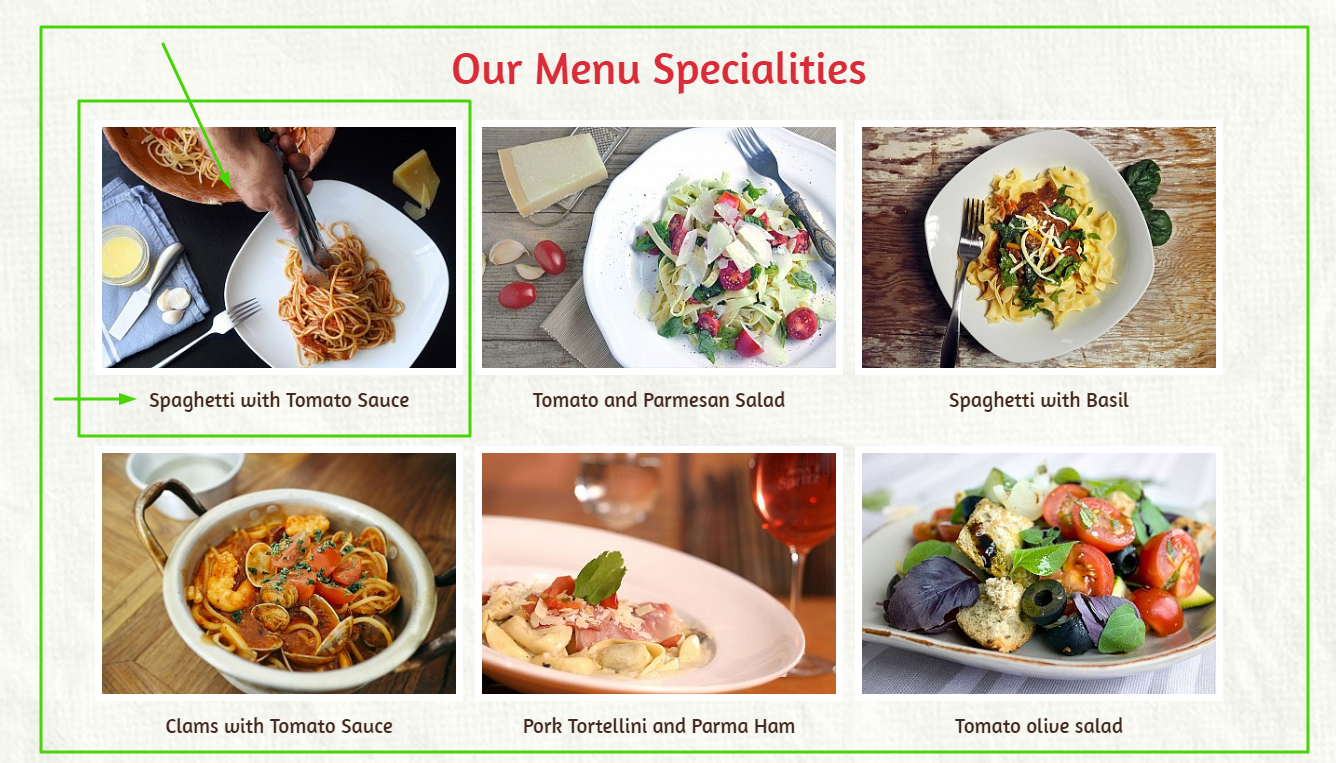 Our Menu Specialities
Spaghetti with Tomato Sauce
Tomato and Parmesan Salad
Spaghetti with Basil
Clams with Tomato Sauce
Pork Tortellini and Parma Ham
Tomato olive salad